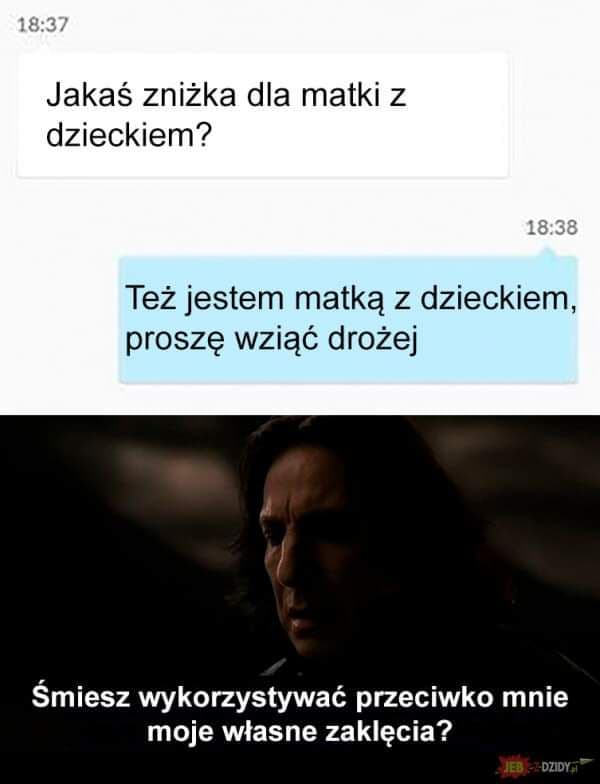 18:37
Jakaś zniżka dla matki z
dzieckiem?
18:38
Też jestem matką z dzieckiem,
proszę wziąć drożej
Śmiesz wykorzystywać przeciwko mnie
moje własne zaklęcia?
JEB-Z-DZIDY.pl